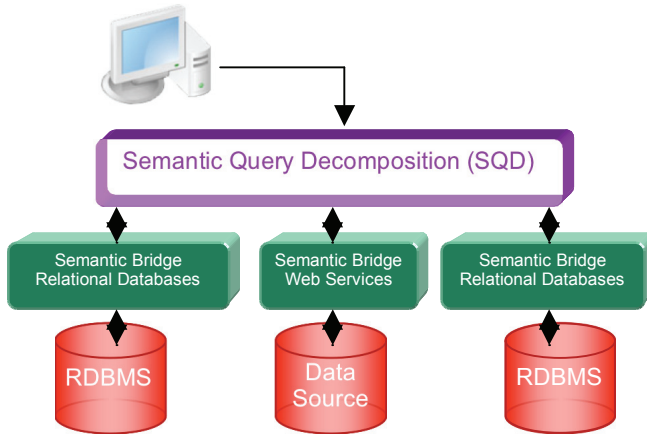 Semantic Query Decomposition (SQD)
Semantic Bridge
Relational Databases
Semantic Bridge
Web Services
Semantic Bridge
Relational Databases
RDBMS
Data
Source
RDBMS